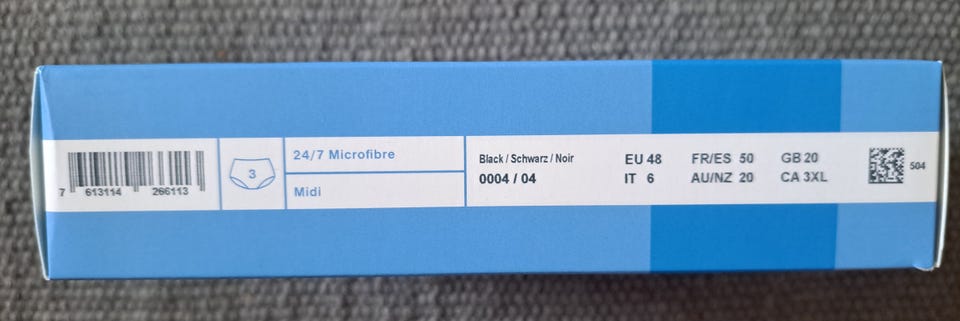 7 613114 266113
3
24/7 Microfibre
Midi
Black / Schwarz / Noir
0004 / 04
EU 48 FR/ES 50 GB 20
IT 6 AU/NZ 20 CA 3XL
504